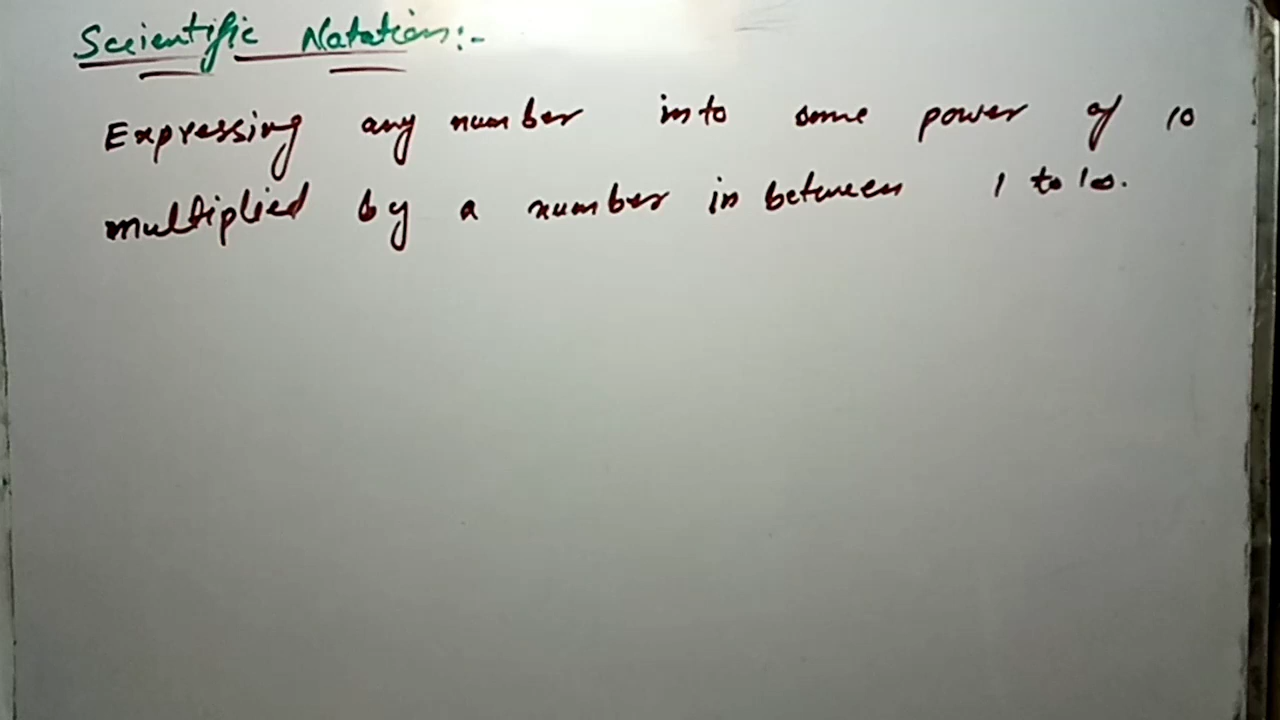 Scientific Notation:-
Expressing any number into some power of 10
multiplied by a number in between 1 to 10.